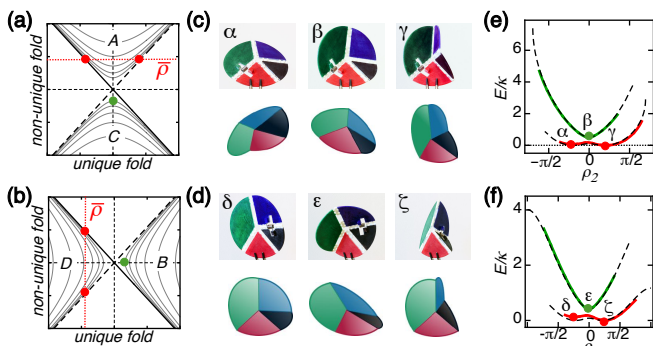 (a)
A
ρ̄
C
non-unique fold
unique fold
(b)
ρ̄
D
B
non-unique fold
unique fold
(c)
α
β
γ
(d)
δ
ε
ζ
(e)
E/κ
6
4
2
0
β
α
γ
-π/2
0
π/2
ρ2
(f)
E/κ
4
2
0
ε
δ
ζ
-π/2
0
π/2